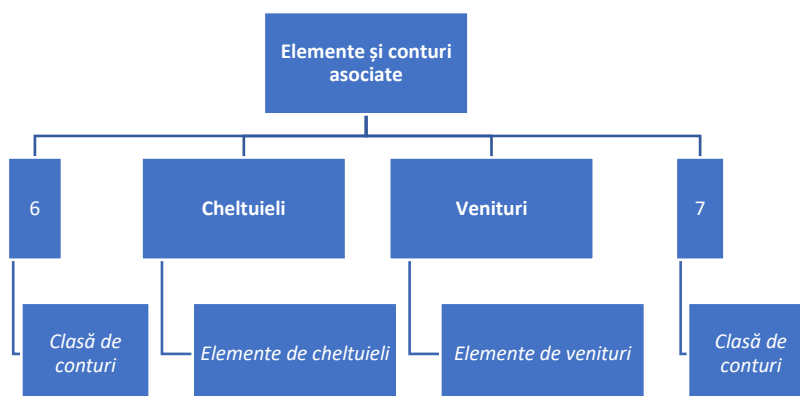 Elemente și conturi
asociate
6
Cheltuieli
Venituri
7
Clasă de
conturi
Elemente de cheltuieli
Elemente de venituri
Clasă de
conturi